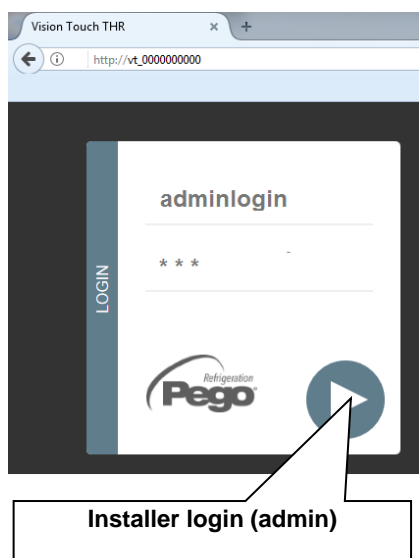 Vision Touch THR × +
http://vt_0000000000
adminlogin
* * *
LOGIN
Refrigeration
Pego
Installer login (admin)